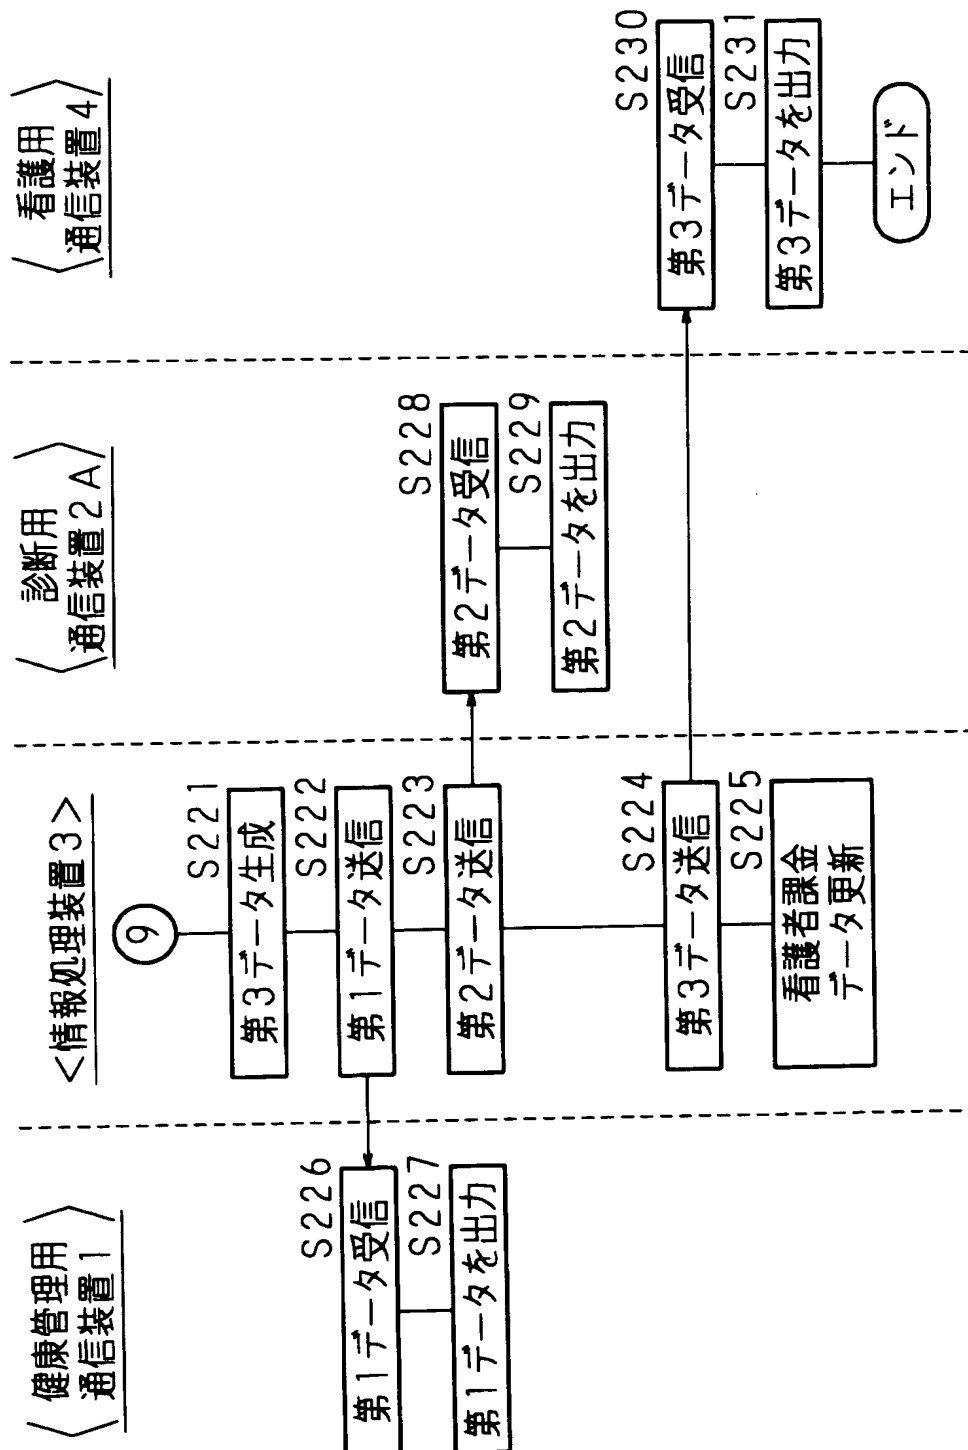 〈健康管理用
通信装置1〉
S226
第1データ受信
S227
第1データを出力
<情報処理装置3>
9
S221
第3データ生成
S222
第1データ送信
S223
第2データ送信
S224
第3データ送信
S225
看護者課金
データ更新
〈診断用
通信装置2A〉
S228
第2データ受信
S229
第2データを出力
〈看護用
通信装置4〉
S230
第3データ受信
S231
第3データを出力
エンド